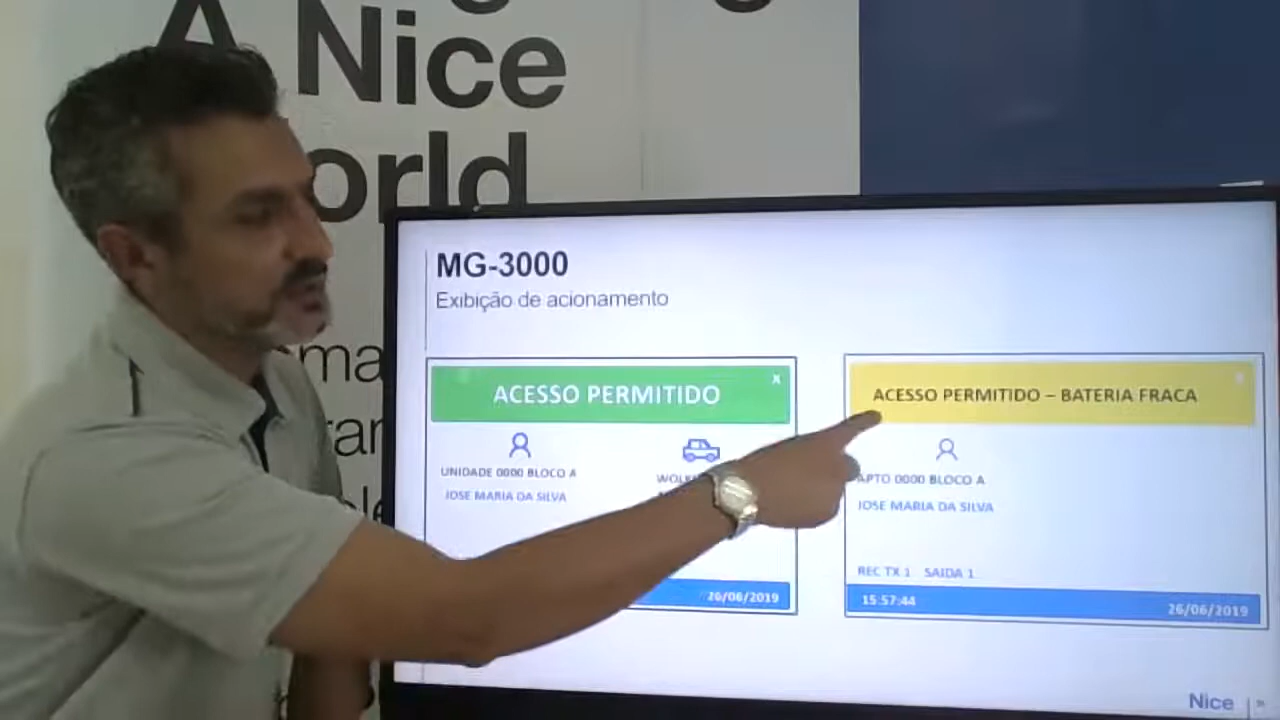 A Nice
orld
ma
MG-3000
Exibição de acionamento
ACESSO PERMITIDO
x
UNIDADE 0000 BLOCO A
JOSE MARIA DA SILVA
26/06/2019
ACESSO PERMITIDO – BATERIA FRACA
APTO 0000 BLOCO A
JOSE MARIA DA SILVA
REC TX 1 SAIDA 1
15:57:44
26/06/2019
Nice